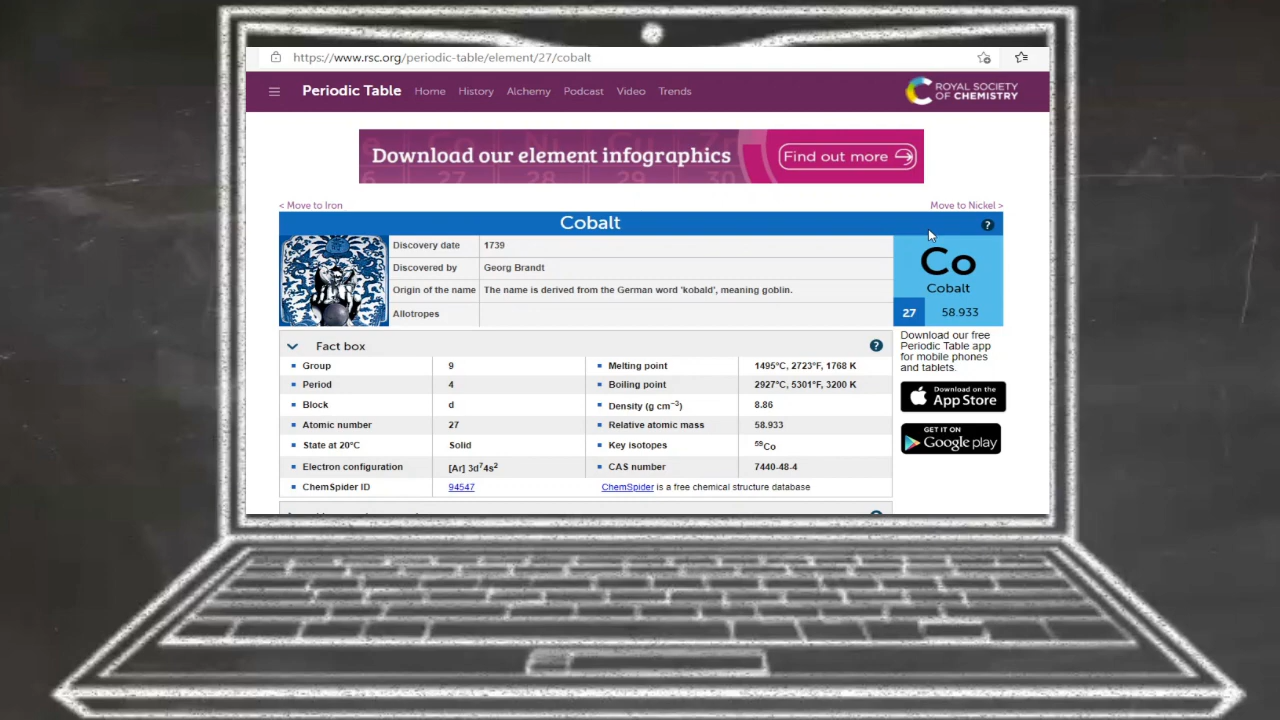 https://www.rsc.org/periodic-table/element/27/cobalt
Periodic Table Home History Alchemy Podcast Video Trends
ROYAL SOCIETY
OF CHEMISTRY
Download our element infographics Find out more
27 28 29 30
< Move to Iron Move to Nickel >
Cobalt ?
Discovery date 1739
Discovered by Georg Brandt
Origin of the name The name is derived from the German word 'kobald', meaning goblin.
Allotropes
Co
Cobalt
27 58.933
Fact box ?
Group 9 Melting point 1495°C, 2723°F, 1768 K
Period 4 Boiling point 2927°C, 5301°F, 3200 K
Block d Density (g cm⁻³) 8.86
Atomic number 27 Relative atomic mass 58.933
State at 20°C Solid Key isotopes ⁵⁹Co
Electron configuration [Ar] 3d⁷4s² CAS number 7440-48-4
ChemSpider ID 94547 ChemSpider is a free chemical structure database
Download our free
Periodic Table app
for mobile phones
and tablets.
Download on the
App Store
GET IT ON
Google play